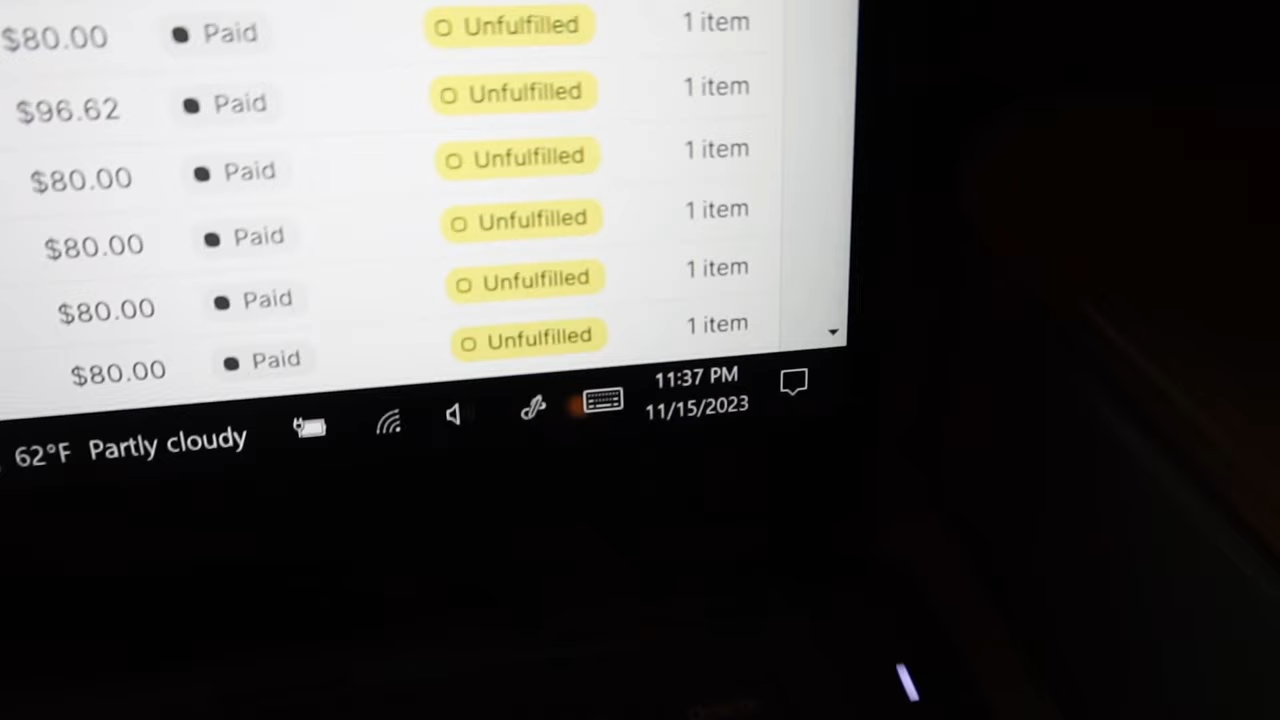 $80.00 Paid Unfulfilled 1 item
$96.62 Paid Unfulfilled 1 item
$80.00 Paid Unfulfilled 1 item
$80.00 Paid Unfulfilled 1 item
$80.00 Paid Unfulfilled 1 item
$80.00 Paid Unfulfilled 1 item
62°F Partly cloudy 11:37 PM
11/15/2023